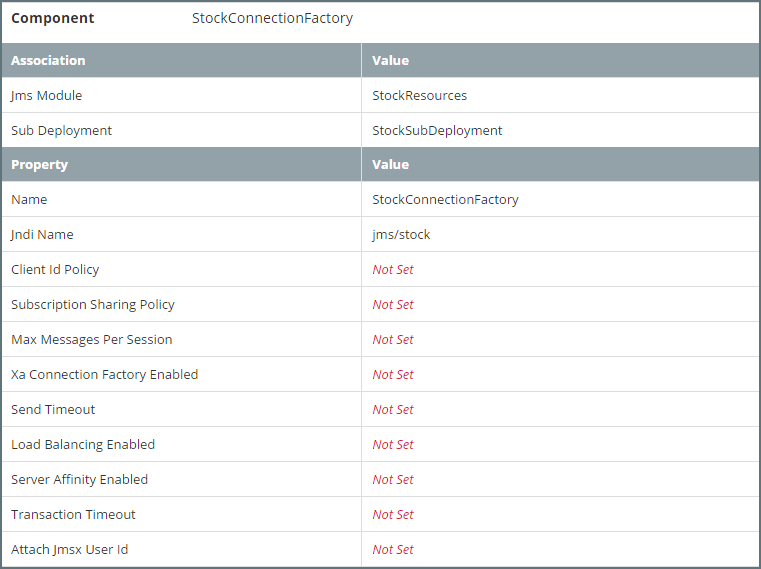 Component StockConnectionFactory
Association Value
Jms Module StockResources
Sub Deployment StockSubDeployment
Property Value
Name StockConnectionFactory
Jndi Name jms/stock
Client Id Policy Not Set
Subscription Sharing Policy Not Set
Max Messages Per Session Not Set
Xa Connection Factory Enabled Not Set
Send Timeout Not Set
Load Balancing Enabled Not Set
Server Affinity Enabled Not Set
Transaction Timeout Not Set
Attach Jmsx User Id Not Set